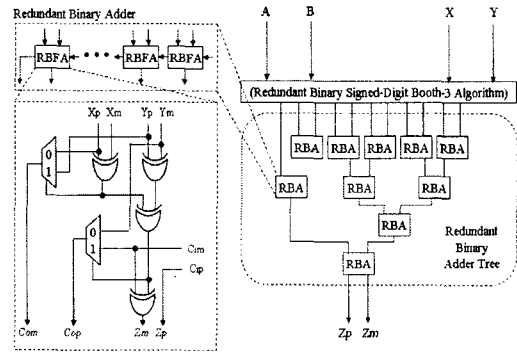 Redundant Binary Adder
RBFA RBFA RBFA
Xp Xm Yp Ym
0
1
0
1
Cim
Cip
Com Cop Zm Zp
A B X Y
(Redundant Binary Signed-Digit Booth-3 Algorithm)
RBA RBA RBA RBA RBA
RBA RBA RBA
RBA
RBA
Redundant
Binary
Adder Tree
Zp Zm